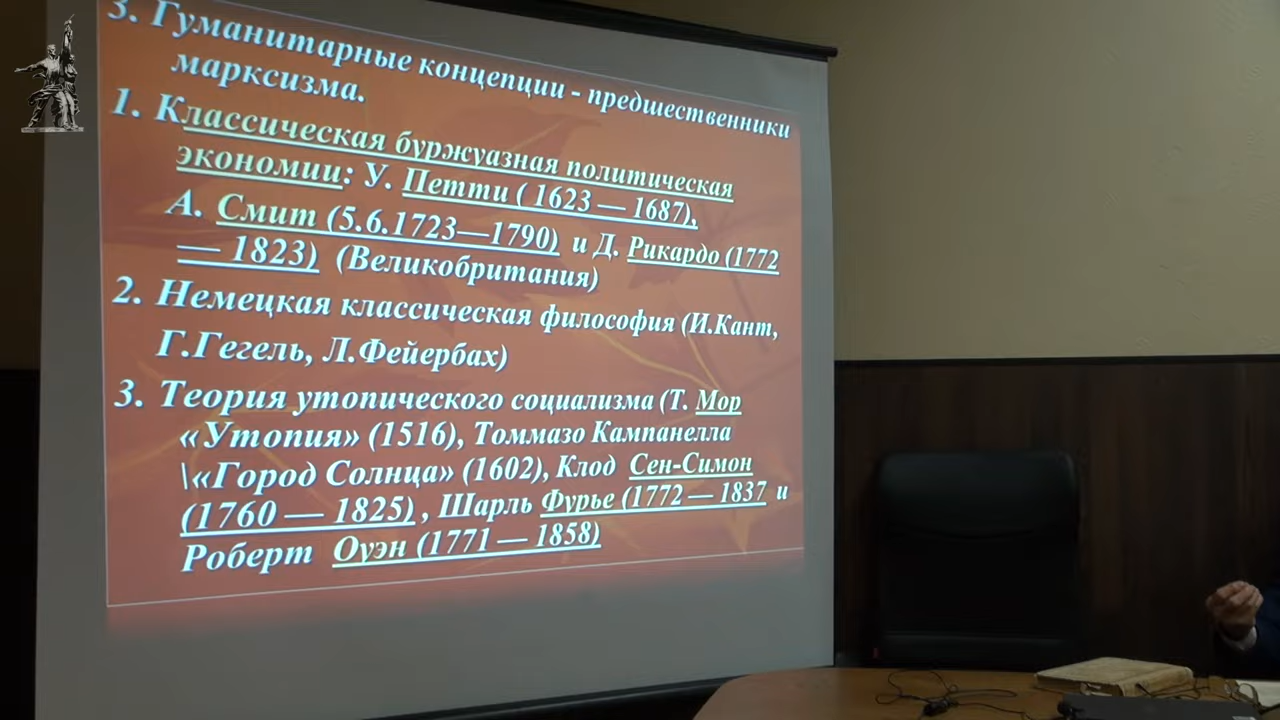 3. Гуманитарные концепции - предшественники
марксизма.
1. Классическая буржуазная политическая
экономии: У. Петти ( 1623 — 1687),
А. Смит (5.6.1723—1790) и Д. Рикардо (1772
— 1823) (Великобритания)
2. Немецкая классическая философия (И.Кант,
Г.Гегель, Л.Фейербах)
3. Теория утопического социализма (Т. Мор
«Утопия» (1516), Томмазо Кампанелла
\«Город Солнца» (1602), Клод Сен-Симон
(1760 — 1825) , Шарль Фурье (1772 — 1837 и
Роберт Оуэн (1771 — 1858)